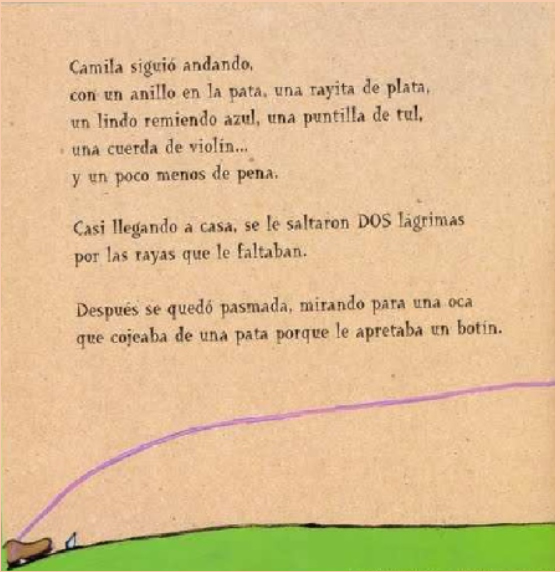 Camila siguió andando,
con un anillo en la pata, una rayita de plata,
un lindo remiendo azul, una puntilla de tul,
una cuerda de violín...
y un poco menos de pena.
Casi llegando a casa, se le saltaron DOS lágrimas
por las rayas que le faltaban.
Después se quedó pasmada, mirando para una oca
que cojeaba de una pata porque le apretaba un botín.